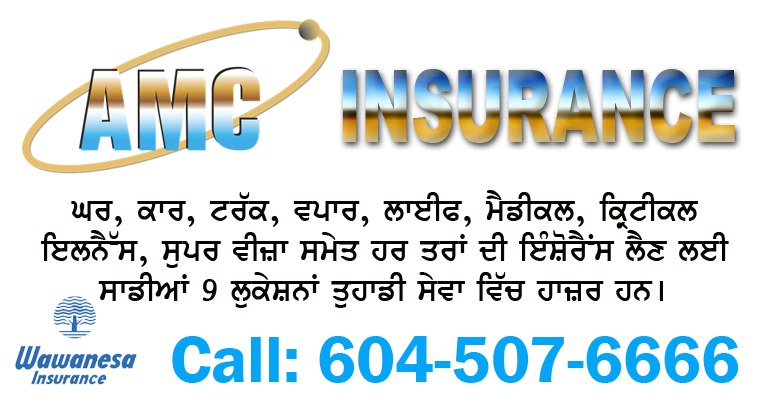 AMC INSURANCE
ਘਰ, ਕਾਰ, ਟਰੱਕ, ਵਪਾਰ, ਲਾਈਫ, ਮੈਡੀਕਲ, ਕ੍ਰਿਟੀਕਲ
ਇਲਨੈੱਸ, ਸੁਪਰ ਵੀਜ਼ਾ ਸਮੇਤ ਹਰ ਤਰਾਂ ਦੀ ਇੰਸ਼ੋਰੈਂਸ ਲੈਣ ਲਈ
ਸਾਡੀਆਂ 9 ਲੁਕੇਸ਼ਨਾਂ ਤੁਹਾਡੀ ਸੇਵਾ ਵਿੱਚ ਹਾਜ਼ਰ ਹਨ।
Wawanesa
Insurance
Call: 604-507-6666